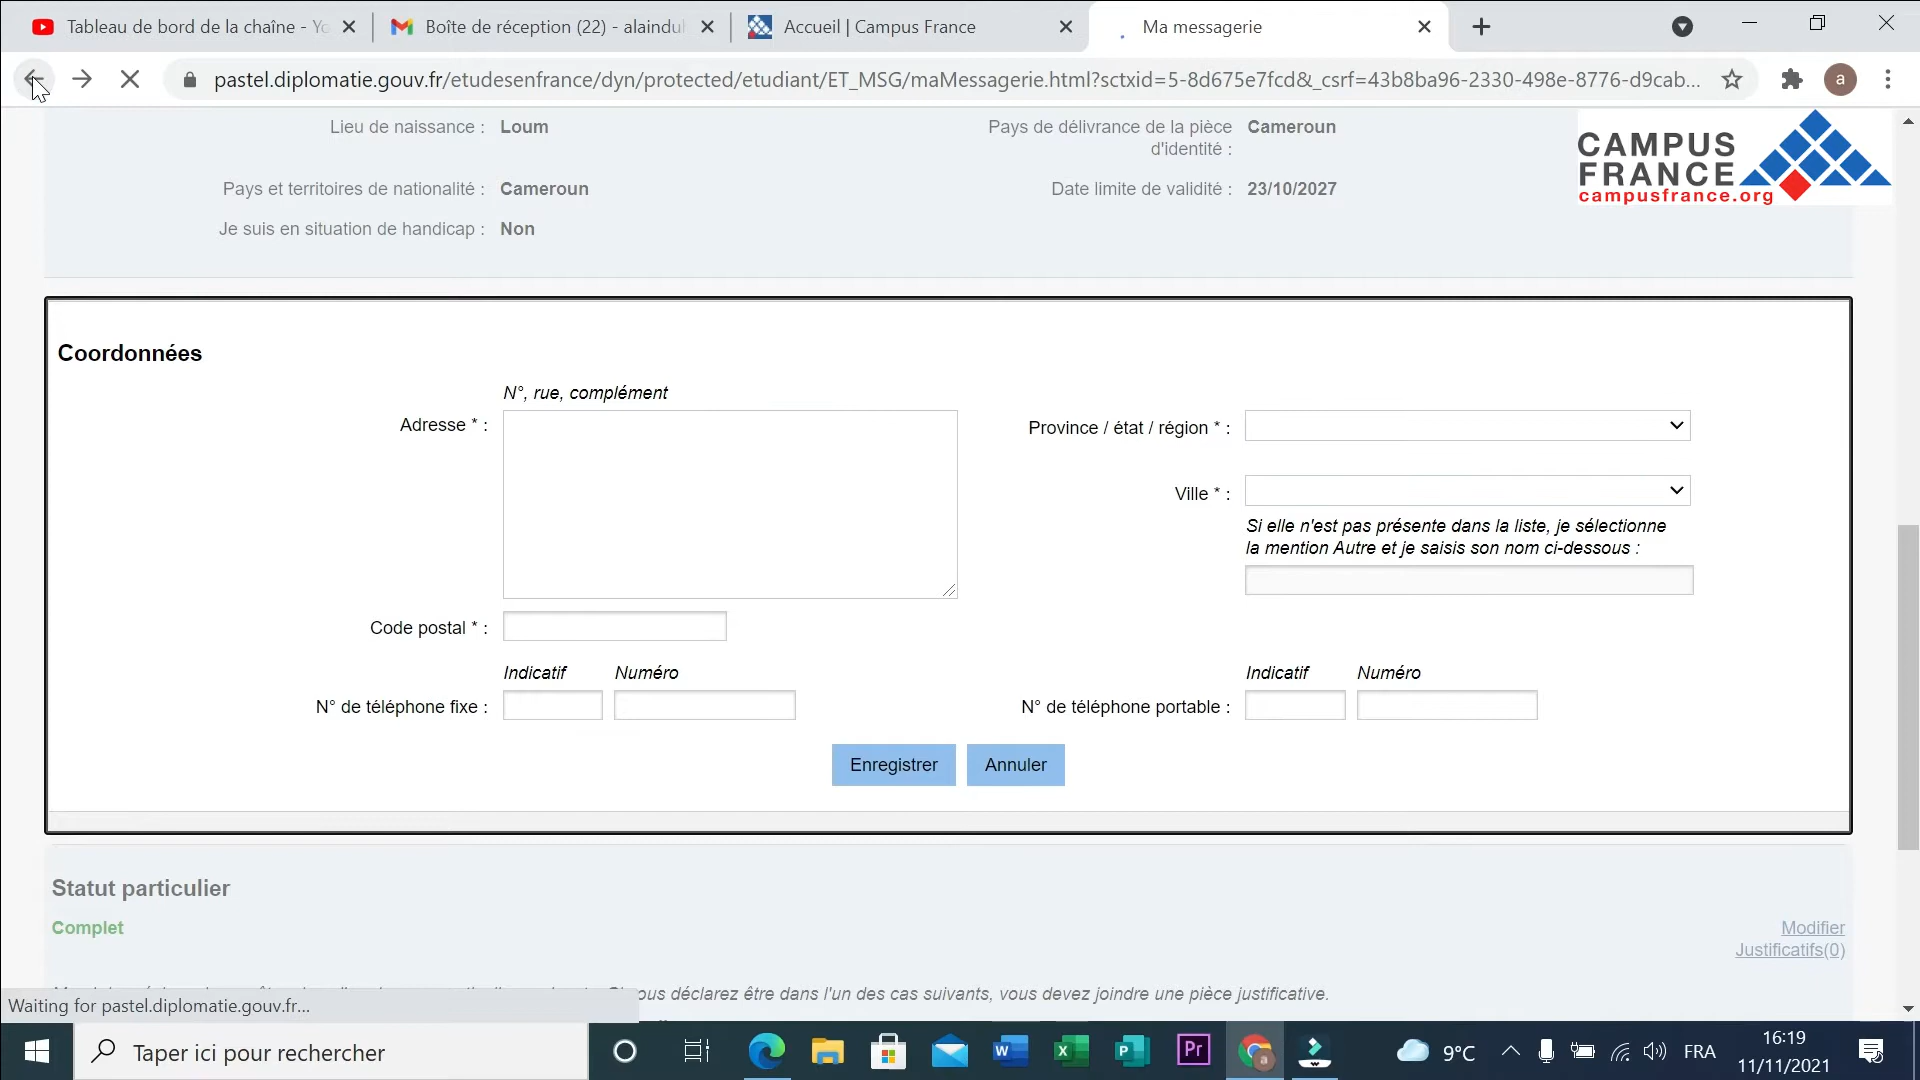 Tableau de bord de la chaîne - Yo
Boîte de réception (22) - alaindul
Accueil | Campus France
Ma messagerie
pastel.diplomatie.gouv.fr/etudesenfrance/dyn/protected/etudiant/ET_MSG/maMessagerie.html?sctxid=5-8d675e7fcd&_csrf=43b8ba96-2330-498e-8776-d9cab...
a
Lieu de naissance : Loum
Pays de délivrance de la pièce d'identité : Cameroun
Pays et territoires de nationalité : Cameroun
Date limite de validité : 23/10/2027
Je suis en situation de handicap : Non
CAMPUS
FRANCE
campusfrance.org
Coordonnées
N°, rue, complément
Adresse * :
Province / état / région * :
Ville * :
Si elle n'est pas présente dans la liste, je sélectionne
la mention Autre et je saisis son nom ci-dessous :
Code postal * :
Indicatif Numéro
N° de téléphone fixe :
Indicatif Numéro
N° de téléphone portable :
Enregistrer Annuler
Statut particulier
Complet
Modifier
Justificatifs(0)
vous déclarez être dans l'un des cas suivants, vous devez joindre une pièce justificative.
Waiting for pastel.diplomatie.gouv.fr...
Taper ici pour rechercher
9°C
FRA
16:19
11/11/2021